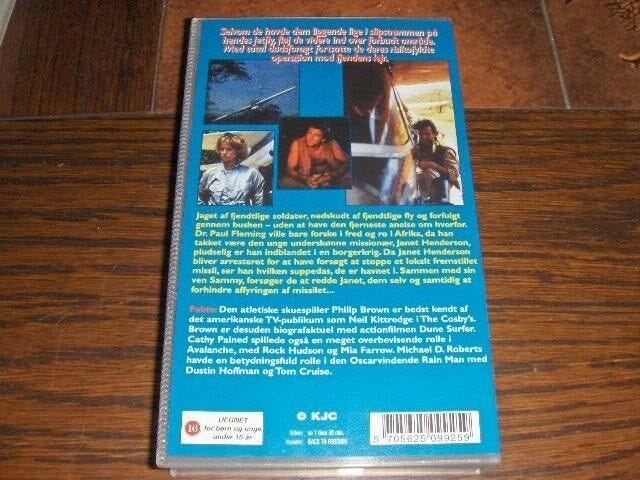 Selvom de havde dem liggende lige i slipstrømmen på
hendes jetfly, fløj de videre ind over forbudt område.
Med total dødsforagt fortsatte de deres risikofyldte
operation mod fjendens lejr.
Jaget af fjendtlige soldater, nedskudt af fjendtlige fly og forfulgt
gennem bushen - uden at have den fjerneste anelse om hvorfor.
Dr. Paul Fleming ville bare forske i fred og ro i Afrika, da han
takket være den unge underskønne missionær, Janet Henderson,
pludselig er han indblandet i en borgerkrig. Da Janet Henderson
bliver arresteret for at have forsøgt at stoppe et lokalt fremstillet
missil, ser han hvilken suppedas, de er havnet i. Sammen med sin
ven Sammy, forsøger de at redde Janet, dem selv og samtidig at
forhindre affyringen af missilet...
Fakta: Den atletiske skuespiller Philip Brown er bedst kendt af
det amerikanske TV-publikum som Neil Kittredge i The Cosby's.
Brown er desuden biografaktuel med actionfilmen Dune Surfer.
Cathy Pained spillede også en meget overbevisende rolle i
Avalanche, med Rock Hudson og Mia Farrow. Michael D. Roberts
havde en betydningsfuld rolle i den Oscarvindende Rain Man med
Dustin Hoffman og Tom Cruise.
16
UEGNET
for børn og unge
under 16 år
© KJC
ca 1 time 30 min.
BACK TO FREEDOM
5 705625 099259